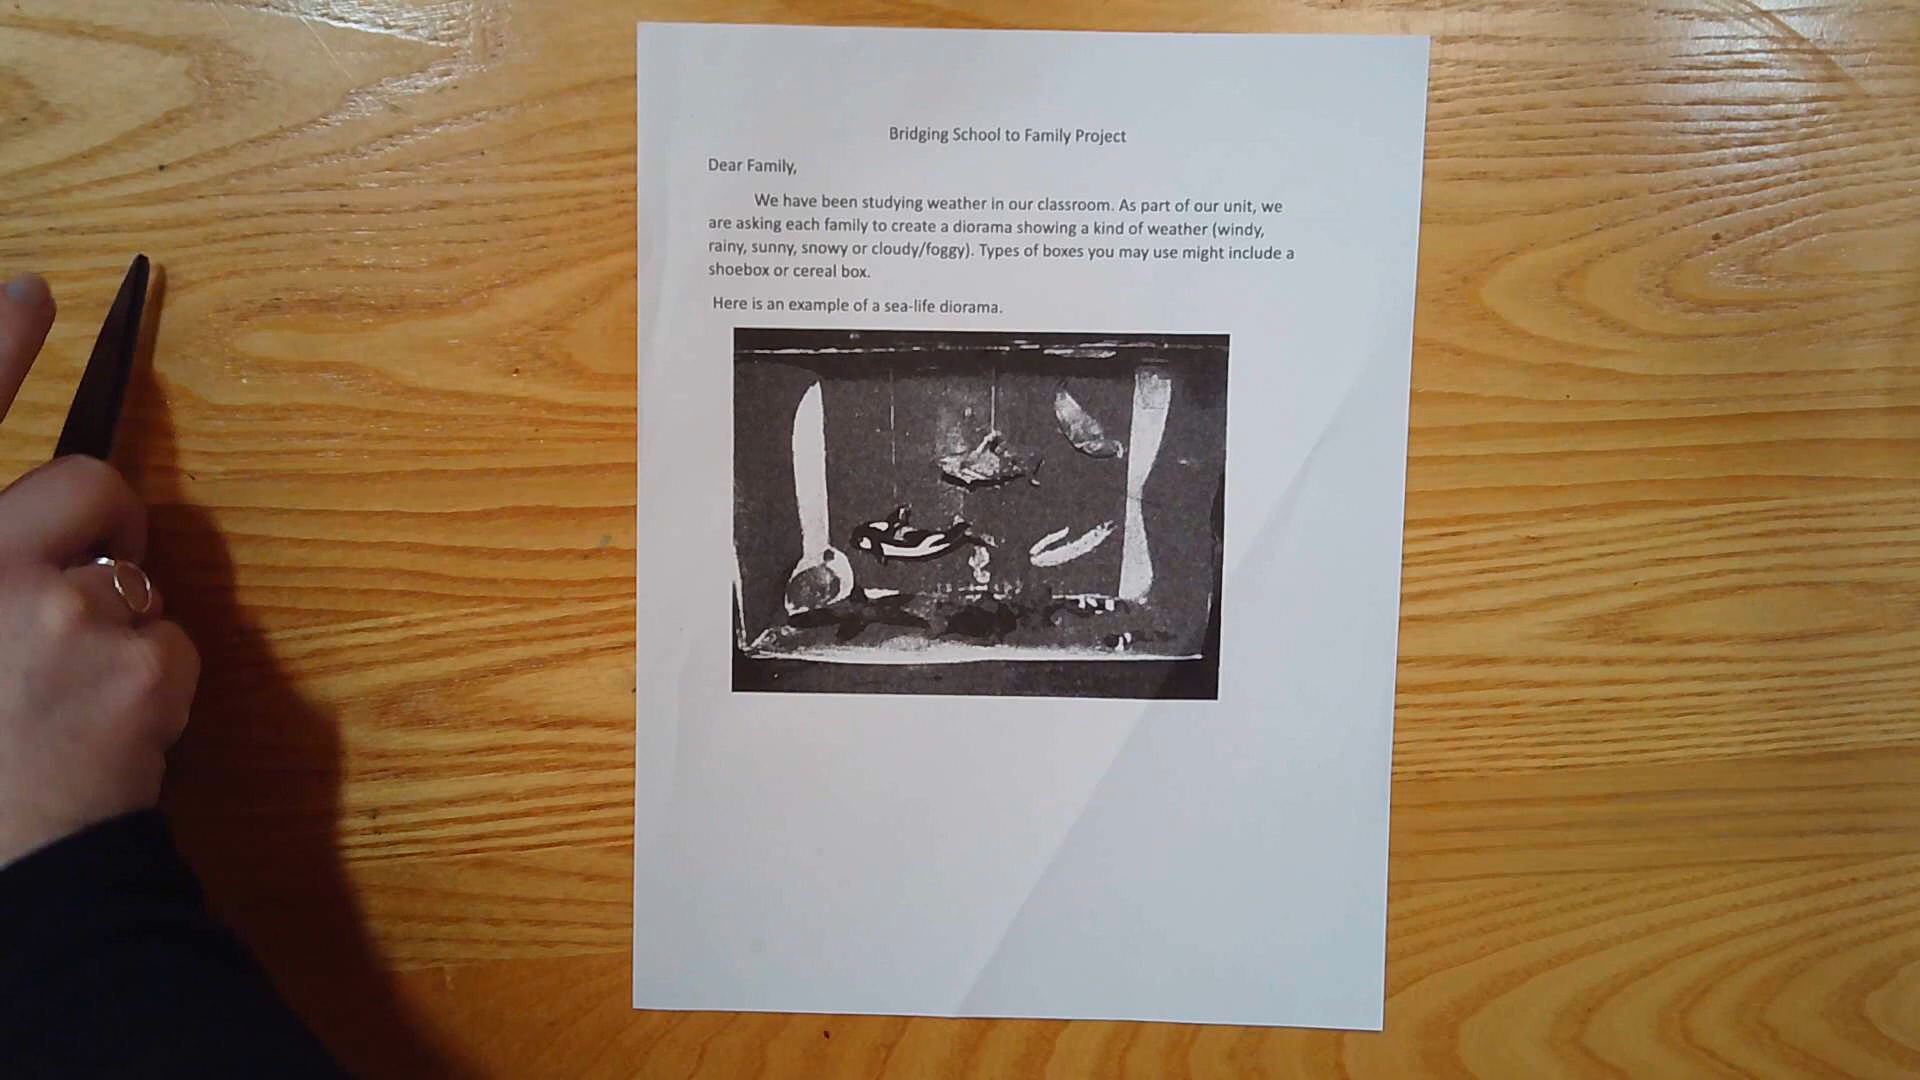 Bridging School to Family Project
Dear Family,
We have been studying weather in our classroom. As part of our unit, we
are asking each family to create a diorama showing a kind of weather (windy,
rainy, sunny, snowy or cloudy/foggy). Types of boxes you may use might include a
shoebox or cereal box.
Here is an example of a sea-life diorama.